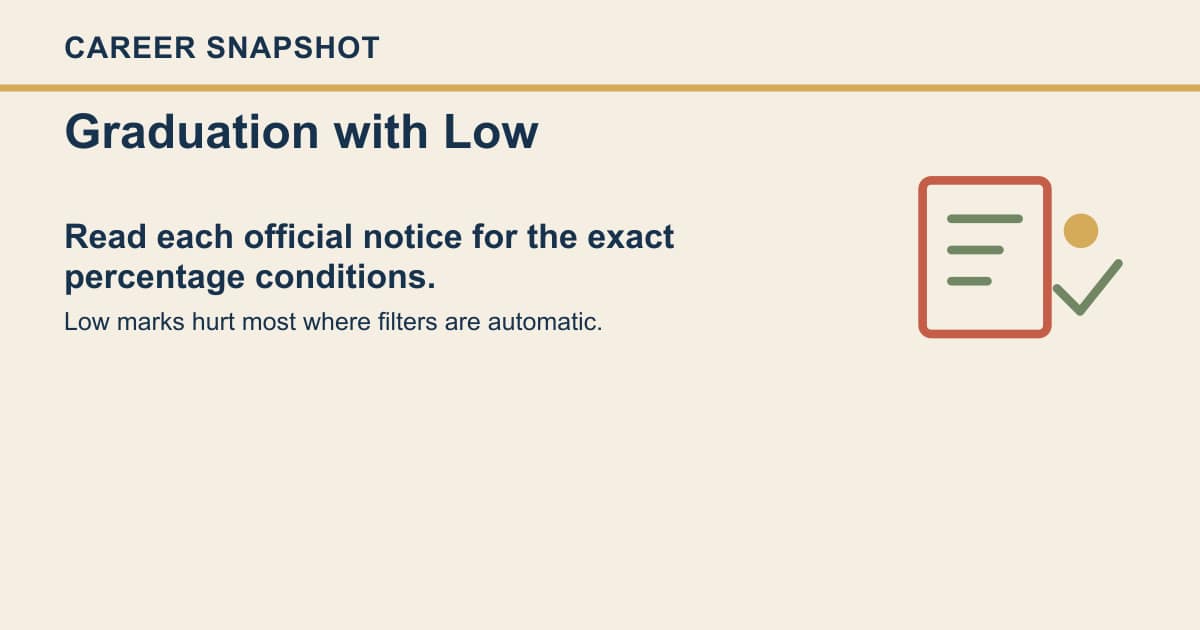 CAREER SNAPSHOT
Graduation with Low
Read each official notice for the exact
percentage conditions.
Low marks hurt most where filters are automatic.